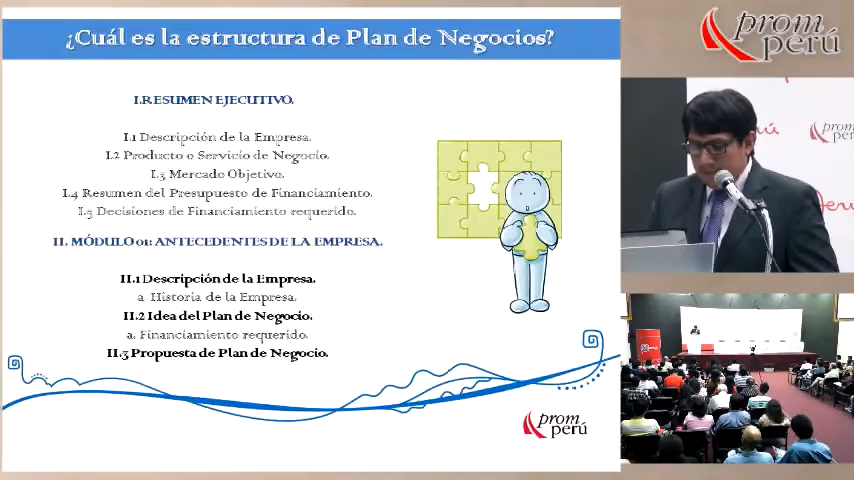 ¿Cuál es la estructura de Plan de Negocios?
I.RESUMEN EJECUTIVO.
I.1 Descripción de la Empresa.
I.2 Producto o Servicio de Negocio.
I.3 Mercado Objetivo.
I.4 Resumen del Presupuesto de Financiamiento.
I.5 Decisiones de Financiamiento requerido.
II. MÓDULO 01: ANTECEDENTES DE LA EMPRESA.
II.1 Descripción de la Empresa.
a Historia de la Empresa.
II.2 Idea del Plan de Negocio.
a. Financiamiento requerido.
II.3 Propuesta de Plan de Negocio.
prom
perú
prom
perú
prom